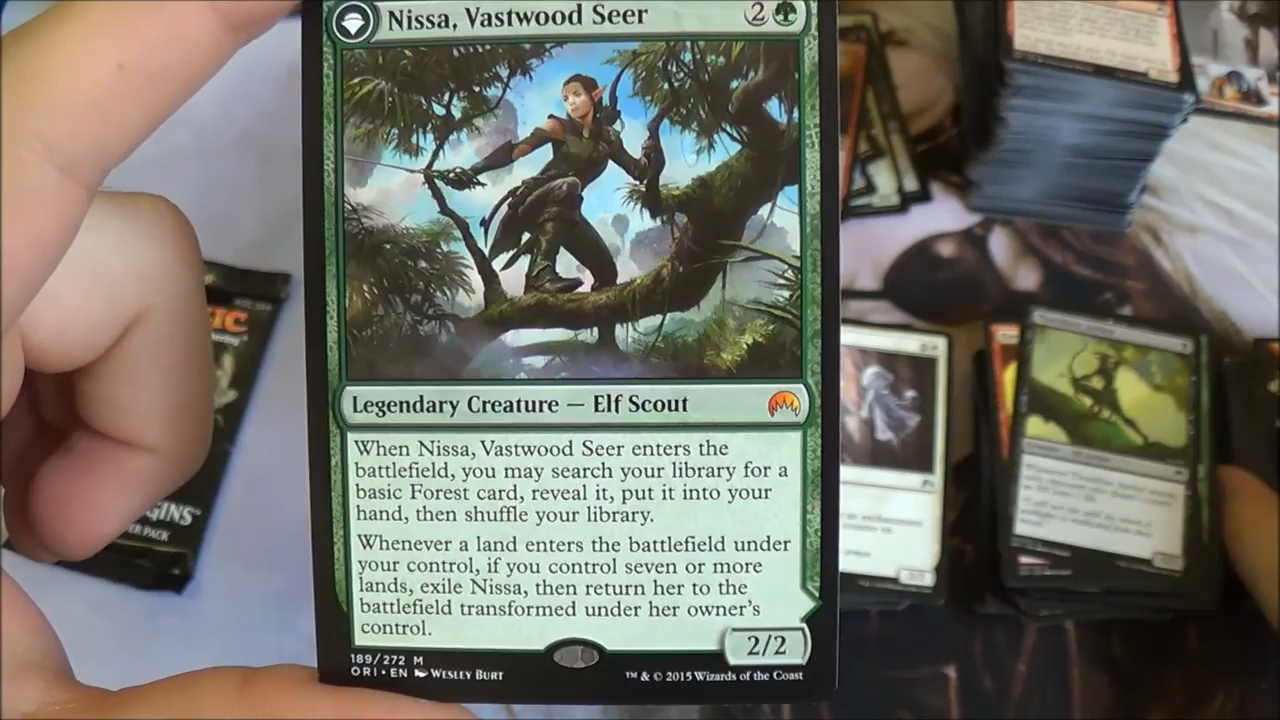 Nissa, Vastwood Seer
2
Legendary Creature — Elf Scout
When Nissa, Vastwood Seer enters the
battlefield, you may search your library for a
basic Forest card, reveal it, put it into your
hand, then shuffle your library.
Whenever a land enters the battlefield under
your control, if you control seven or more
lands, exile Nissa, then return her to the
battlefield transformed under her owner's
control.
2/2
189/272 M
ORI • EN WESLEY BURT
™ & © 2015 Wizards of the Coast